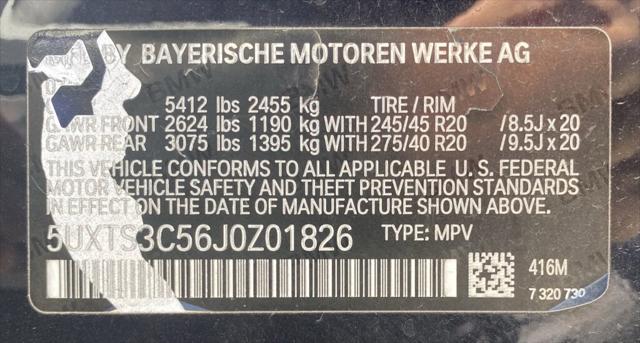 BY BAYERISCHE MOTOREN WERKE AG
5412 lbs 2455 kg TIRE / RIM
GAWR FRONT 2624 lbs 1190 kg WITH 245/45 R20 /8.5J x 20
GAWR REAR 3075 lbs 1395 kg WITH 275/40 R20 /9.5J x 20
THIS VEHICLE CONFORMS TO ALL APPLICABLE U. S. FEDERAL
MOTOR VEHICLE SAFETY AND THEFT PREVENTION STANDARDS
IN EFFECT ON THE DATE OF MANUFACTURE SHOWN ABOVE.
5UXTS3C56J0Z01826 TYPE: MPV
416M
7 320 730